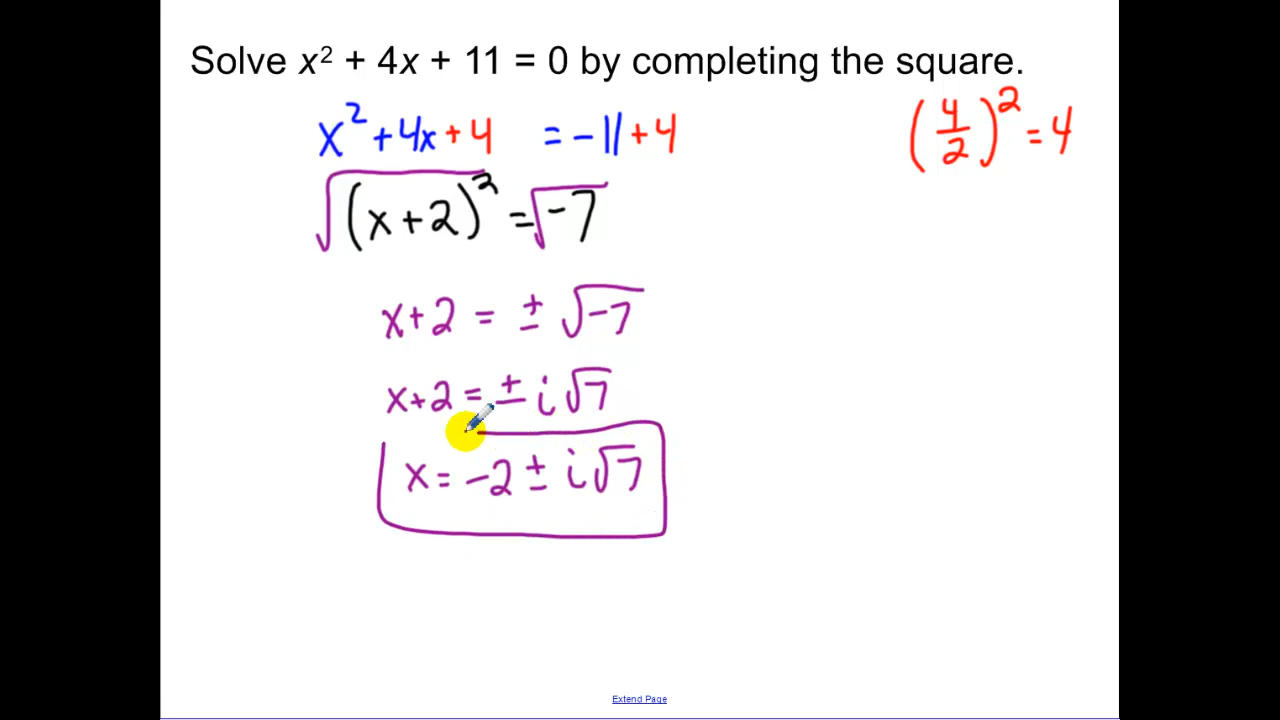 Solve x² + 4x + 11 = 0 by completing the square.
x² + 4x + 4 = -11 + 4
(4/2)² = 4
√(x+2)² = √-7
x+2 = ± √-7
x+2 = ± i√7
x = -2 ± i√7
Extend Page